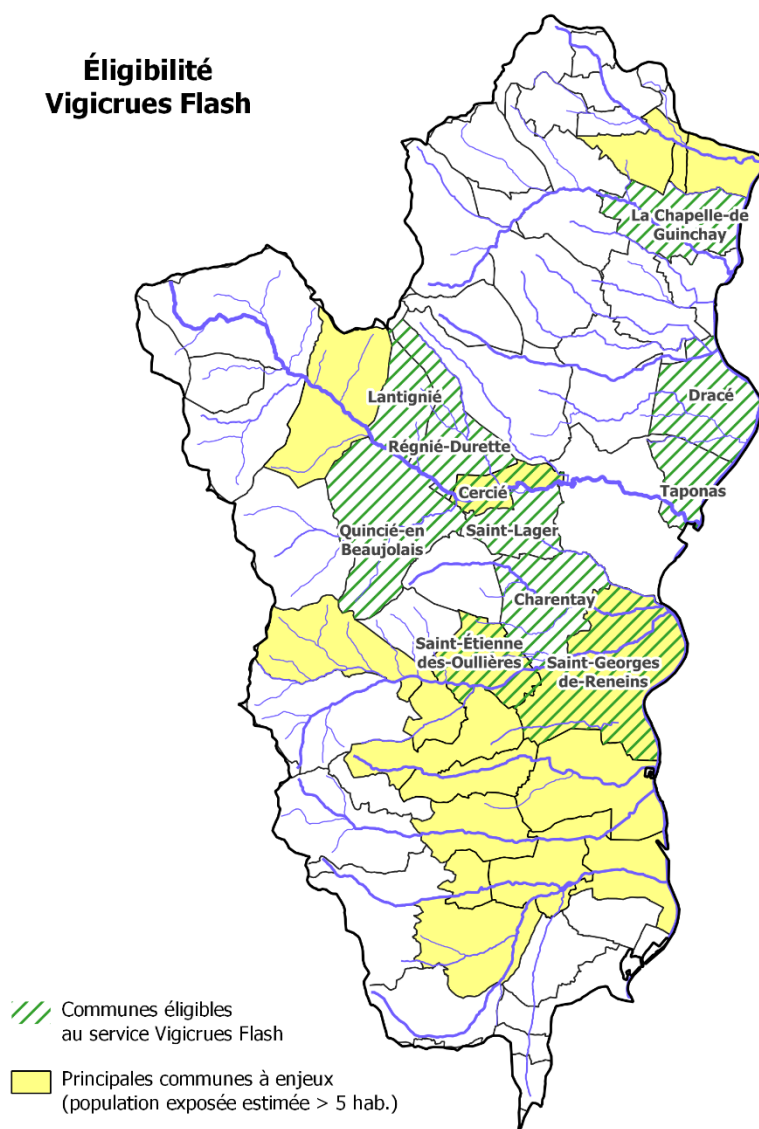 Éligibilité
Vigicrues Flash
La Chapelle-de
Guinchay
Dracé
Lantignié
Régnié-Durette
Cercié
Taponas
Quincié-en
Beaujolais
Saint-Lager
Charentay
Saint-Étienne
des-Oullières
Saint-Georges
de-Reneins
Communes éligibles
au service Vigicrues Flash
Principales communes à enjeux
(population exposée estimée > 5 hab.)